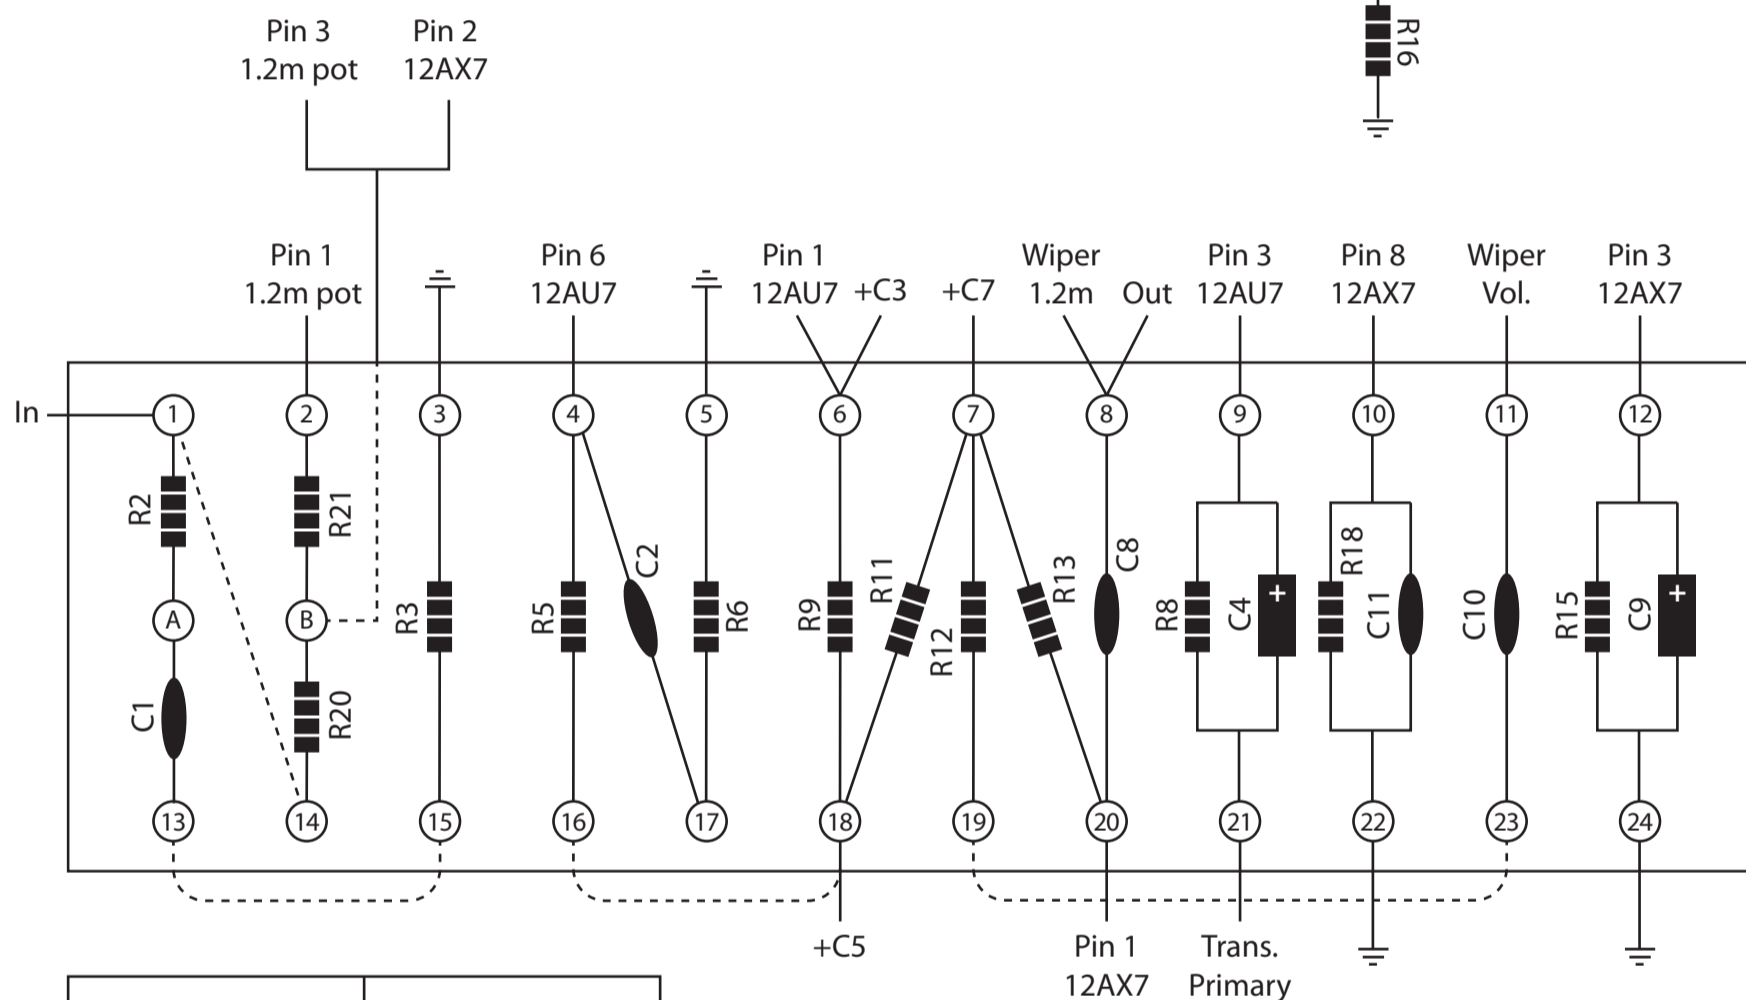 Pin 3
1.2m pot
Pin 2
12AX7
R16
Pin 1
1.2m pot
Pin 6
12AU7
Pin 1
12AU7
+C3
+C7
Wiper
1.2m
Out
Pin 3
12AU7
Pin 8
12AX7
Wiper
Vol.
Pin 3
12AX7
In
1
2
3
4
5
6
7
8
9
10
11
12
R2
R21
R3
R5
C2
R6
R9
R11
R12
R13
C8
R8
C4
+
R18
C11
C10
R15
C9
+
A
B
C1
R20
13
14
15
16
17
18
19
20
21
22
23
24
+C5
Pin 1
12AX7
Trans.
Primary